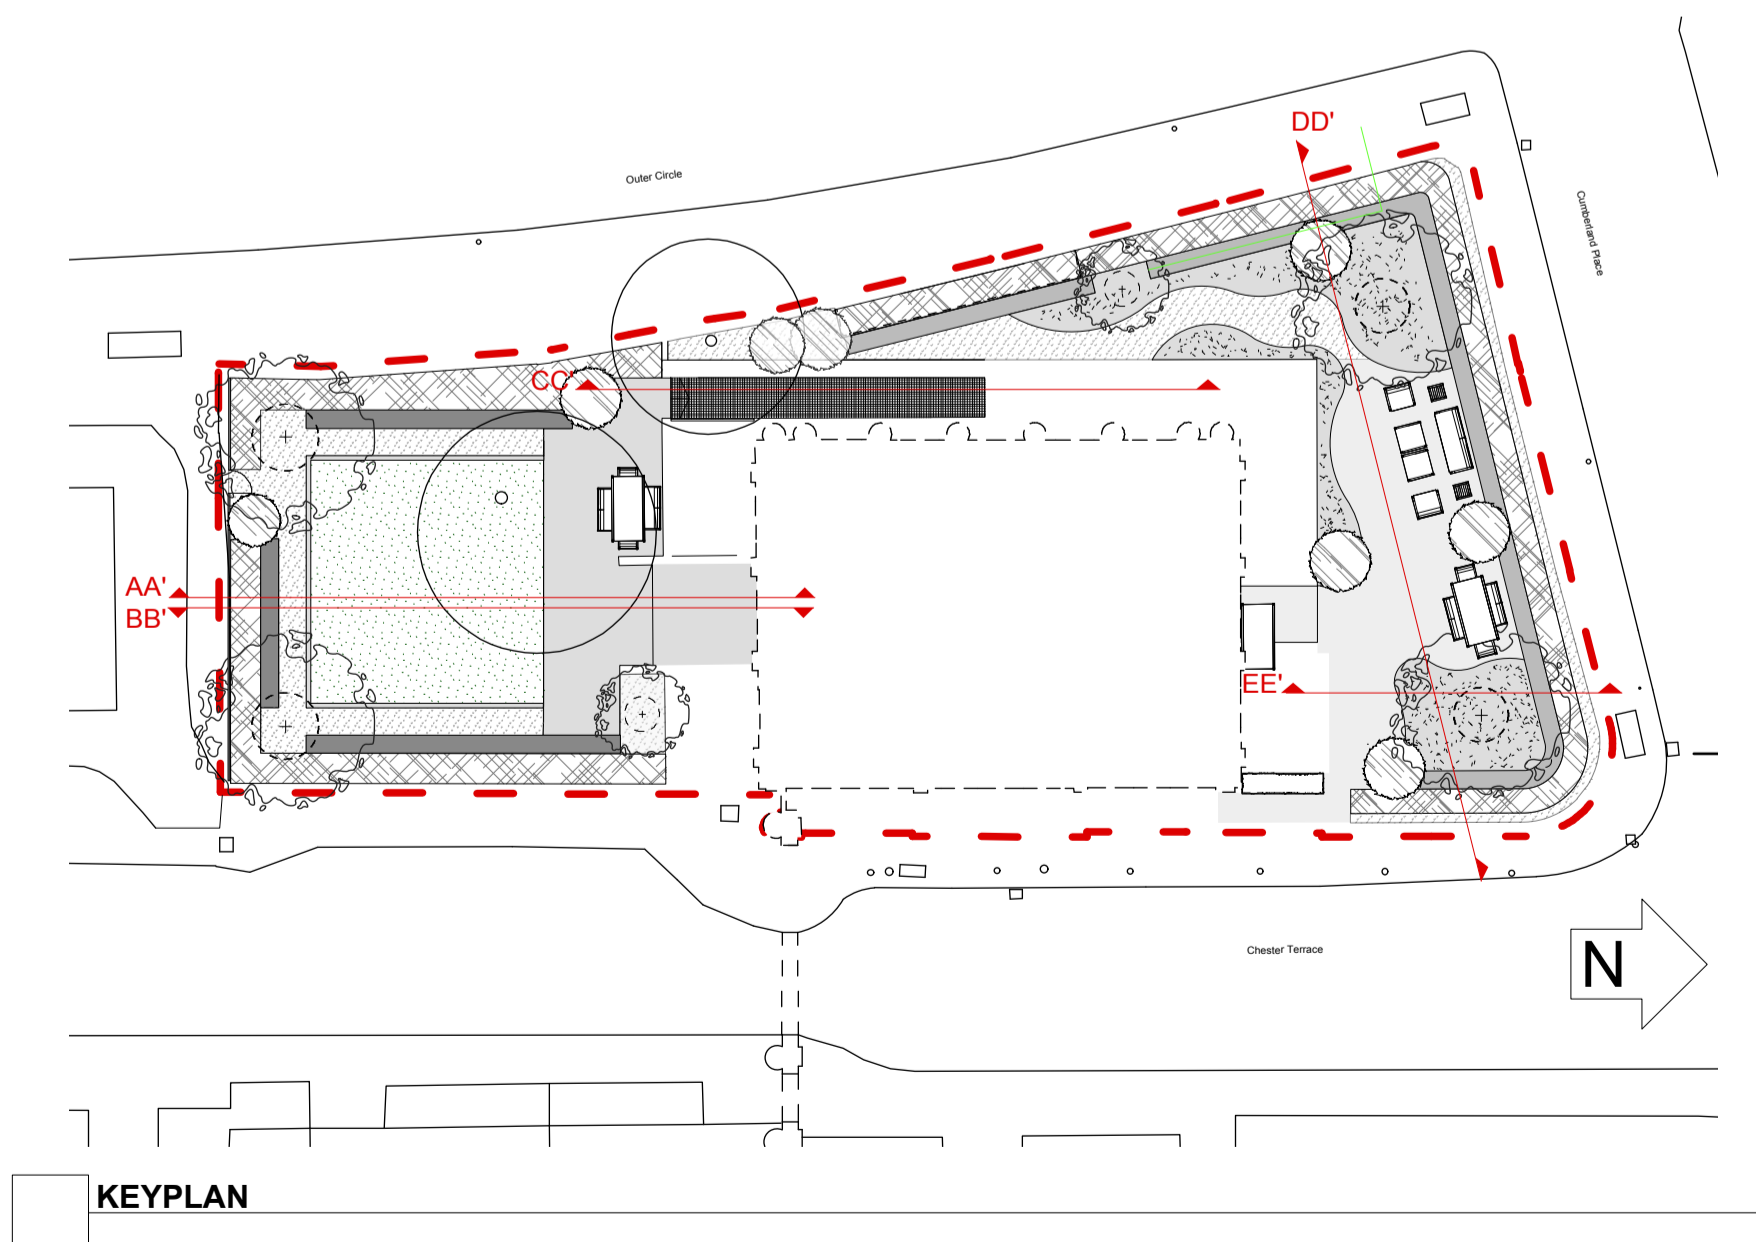 DD'
Outer Circle
Cumberland Place
CC'
AA'
BB'
EE'
Chester Terrace
N
KEYPLAN